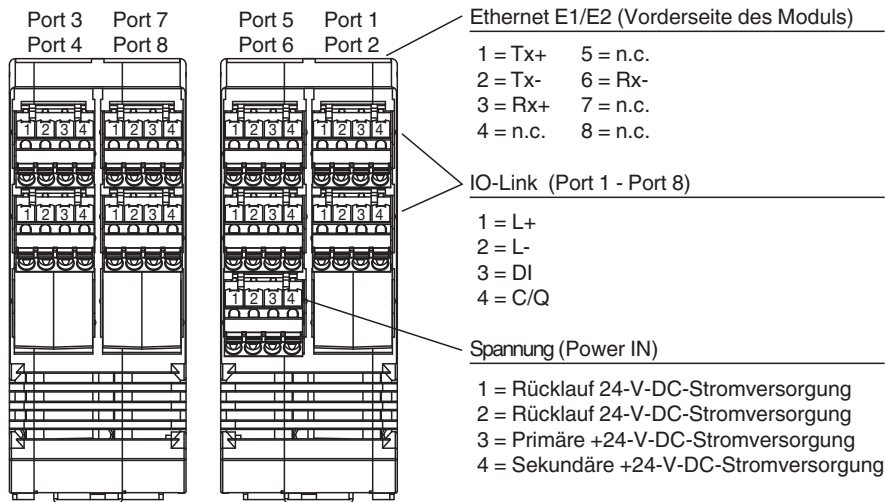 Port 3 Port 7 Port 5 Port 1
Port 4 Port 8 Port 6 Port 2
Ethernet E1/E2 (Vorderseite des Moduls)
1 = Tx+ 5 = n.c.
2 = Tx- 6 = Rx-
3 = Rx+ 7 = n.c.
4 = n.c. 8 = n.c.
1 2 3 4 1 2 3 4 1 2 3 4 1 2 3 4
IO-Link (Port 1 - Port 8)
1 2 3 4 1 2 3 4 1 2 3 4 1 2 3 4
1 = L+
2 = L-
3 = DI
4 = C/Q
1 2 3 4
Spannung (Power IN)
1 = Rücklauf 24-V-DC-Stromversorgung
2 = Rücklauf 24-V-DC-Stromversorgung
3 = Primäre +24-V-DC-Stromversorgung
4 = Sekundäre +24-V-DC-Stromversorgung